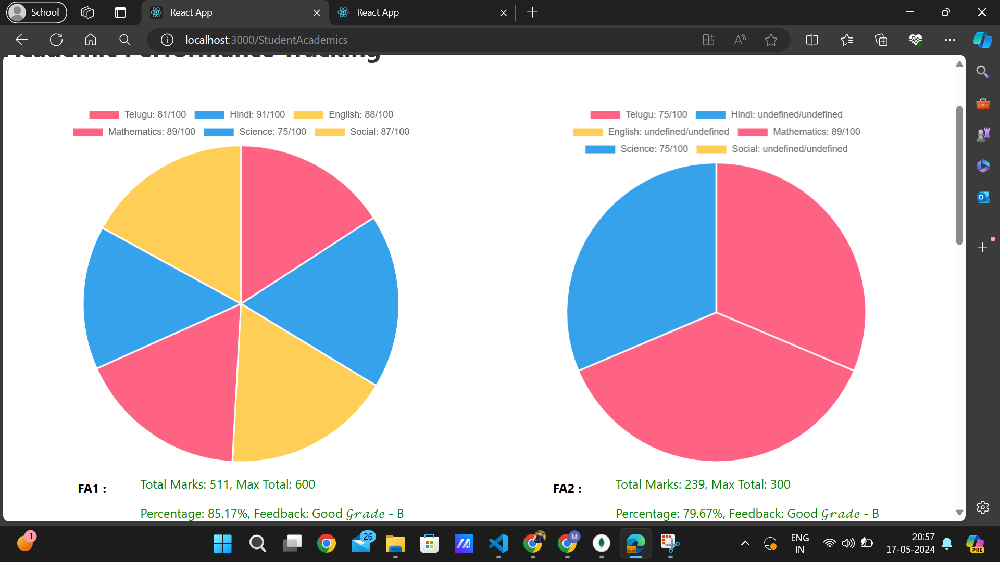 School
React App
React App
localhost:3000/StudentAcademics
Academic Performance Tracking
Telugu: 81/100 Hindi: 91/100 English: 88/100
Mathematics: 89/100 Science: 75/100 Social: 87/100
Telugu: 75/100 Hindi: undefined/undefined
English: undefined/undefined Mathematics: 89/100
Science: 75/100 Social: undefined/undefined
FA1 :
Total Marks: 511, Max Total: 600
Percentage: 85.17%, Feedback: Good 𝒢𝓇𝒶𝒹𝑒 - B
FA2 :
Total Marks: 239, Max Total: 300
Percentage: 79.67%, Feedback: Good 𝒢𝓇𝒶𝒹𝑒 - B
1
26
M
ENG
IN
20:57
17-05-2024
PRE